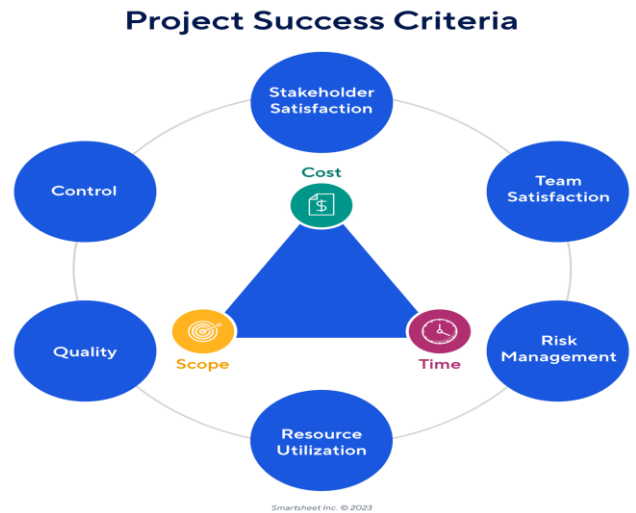 Project Success Criteria
Stakeholder
Satisfaction
Cost
$
Control
Team
Satisfaction
Quality
Scope
Time
Risk
Management
Resource
Utilization
Smartsheet Inc. © 2023